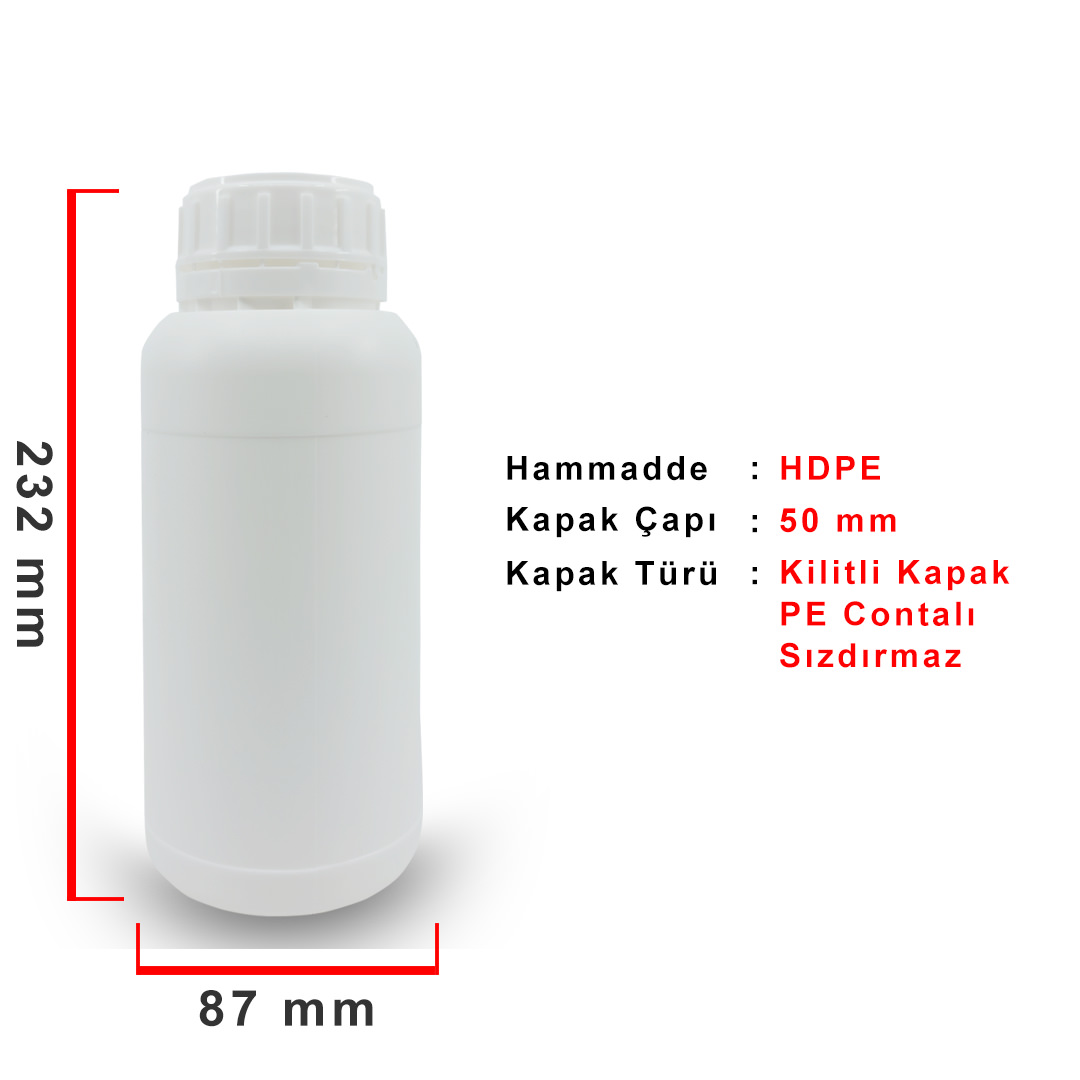 232 mm
Hammadde : HDPE
Kapak Çapı : 50 mm
Kapak Türü : Kilitli Kapak
PE Contalı
Sızdırmaz
87 mm